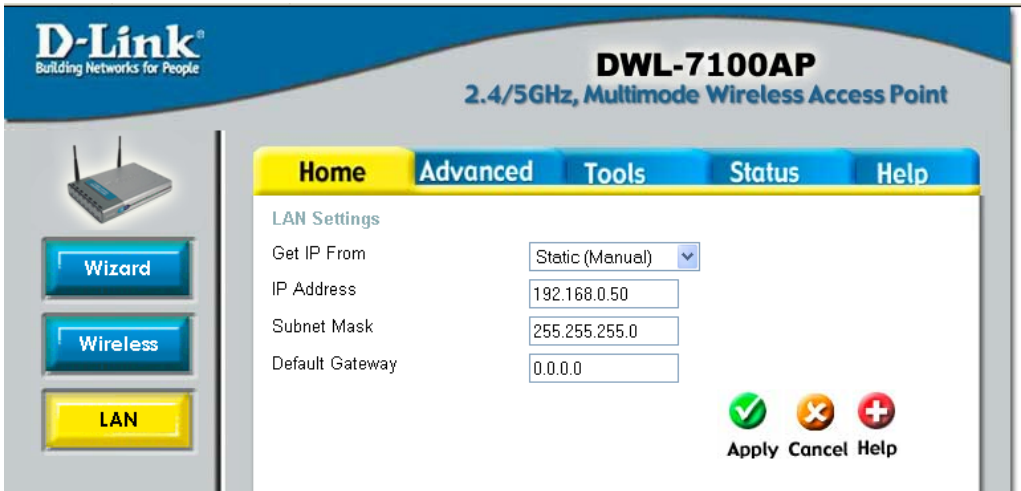 D-Link®
Building Networks for People
DWL-7100AP
2.4/5GHz, Multimode Wireless Access Point
Home Advanced Tools Status Help
Wizard
Wireless
LAN
LAN Settings
Get IP From Static (Manual)
IP Address 192.168.0.50
Subnet Mask 255.255.255.0
Default Gateway 0.0.0.0
Apply Cancel Help